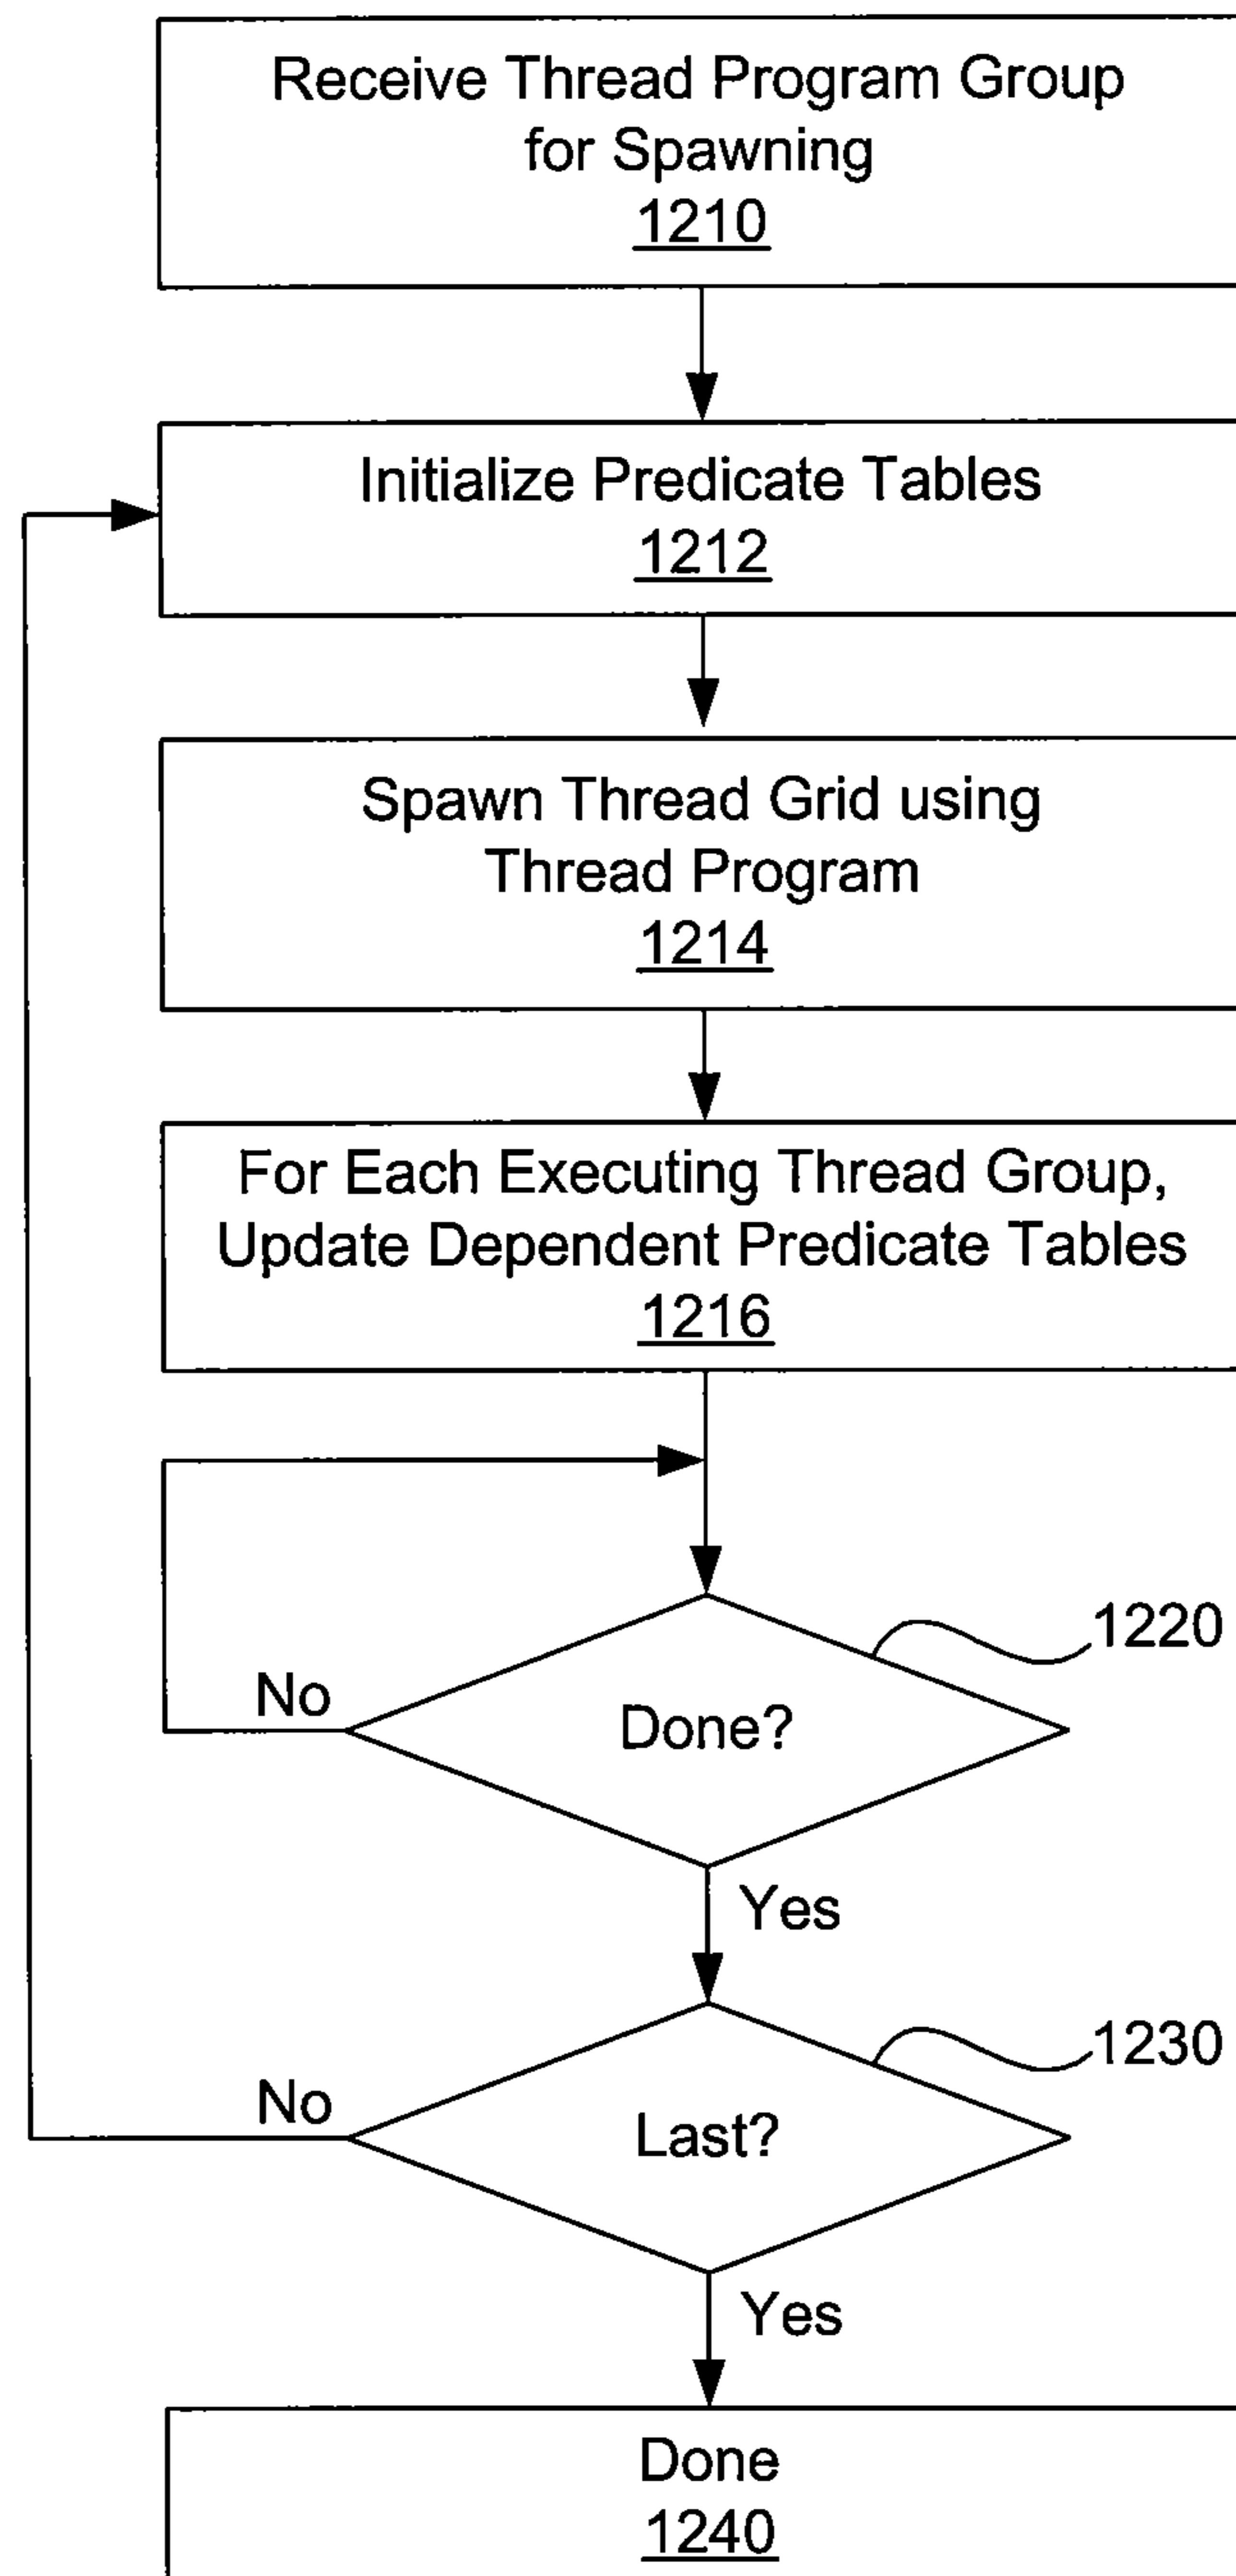 Receive Thread Program Group
for Spawning
1210
Initialize Predicate Tables
1212
Spawn Thread Grid using
Thread Program
1214
For Each Executing Thread Group,
Update Dependent Predicate Tables
1216
1220
No
Done?
Yes
1230
No
Last?
Yes
Done
1240